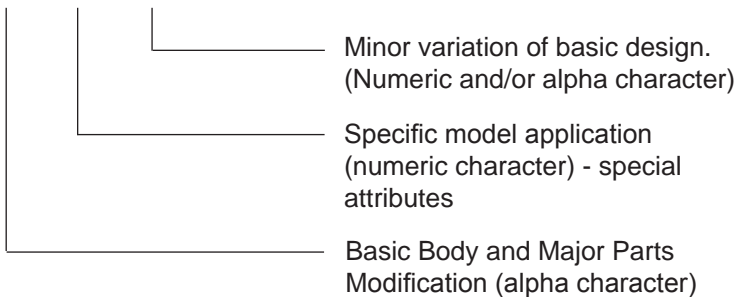 Minor variation of basic design.
(Numeric and/or alpha character)
Specific model application
(numeric character) - special
attributes
Basic Body and Major Parts
Modification (alpha character)